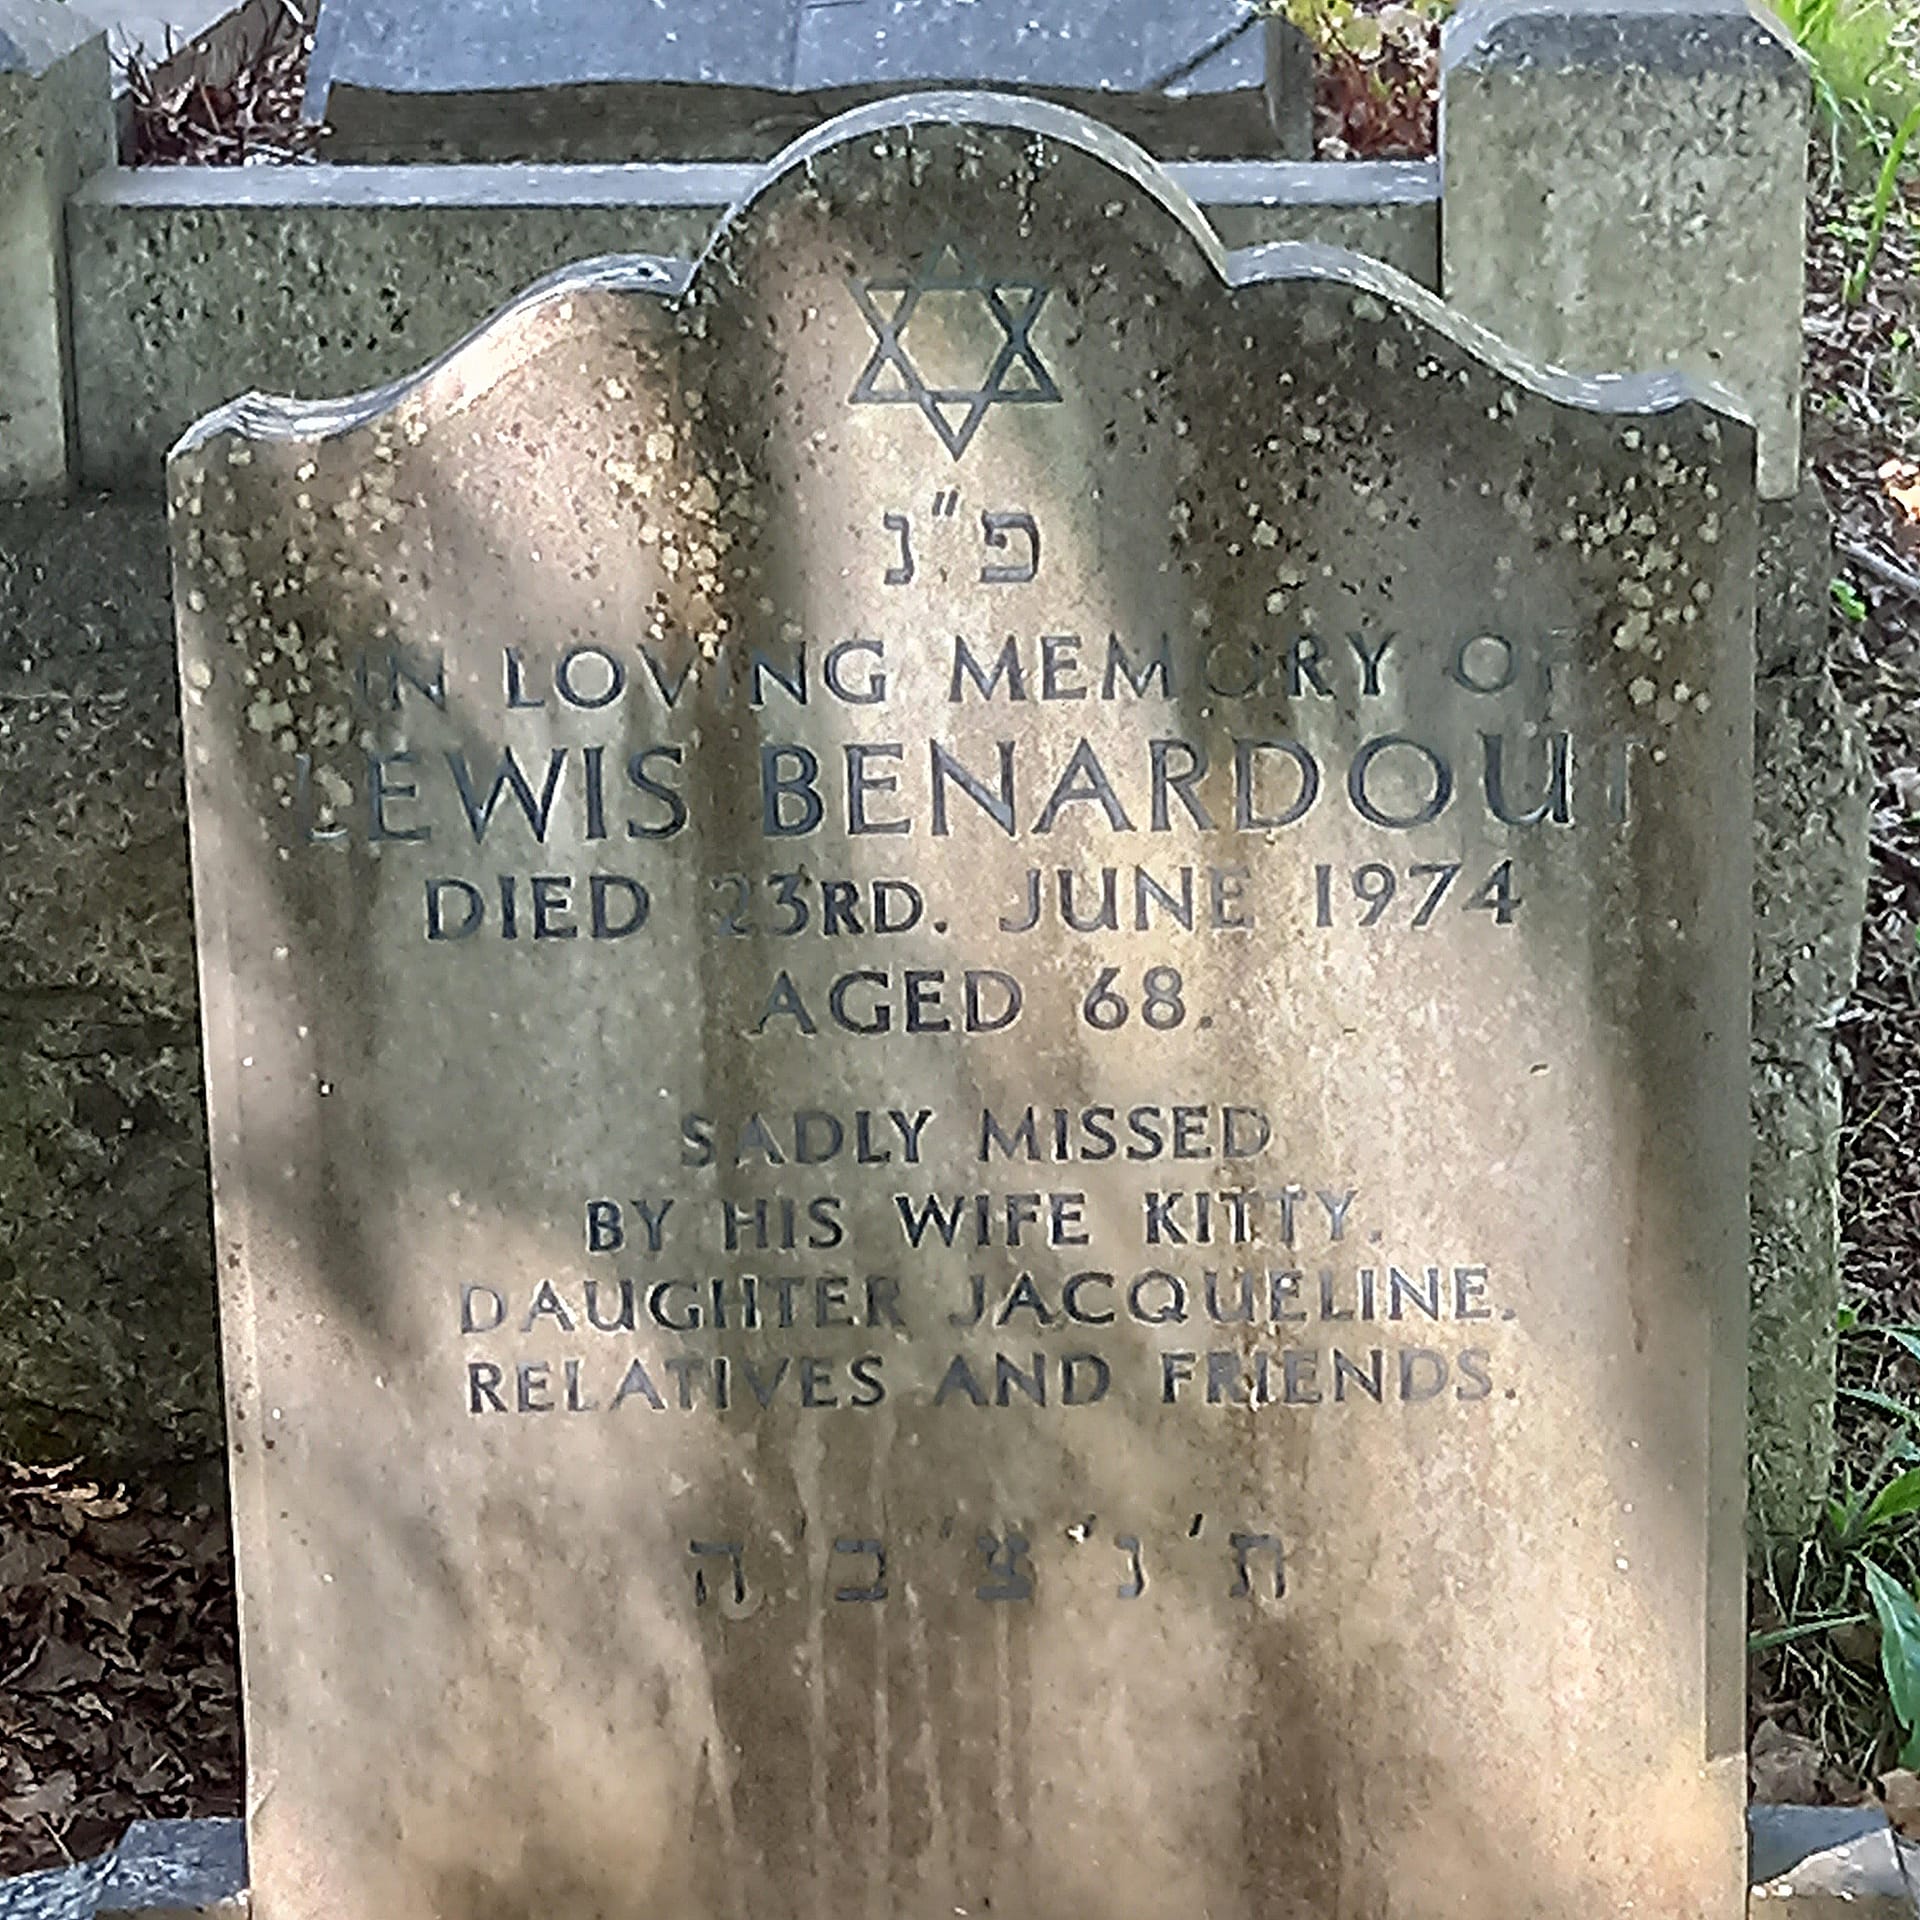 פ"נ
IN LOVING MEMORY OF
LEWIS BENARDOUT
DIED 23RD. JUNE 1974
AGED 68.
SADLY MISSED
BY HIS WIFE KITTY,
DAUGHTER JACQUELINE,
RELATIVES AND FRIENDS.
ת'נ'צ'ב'ה